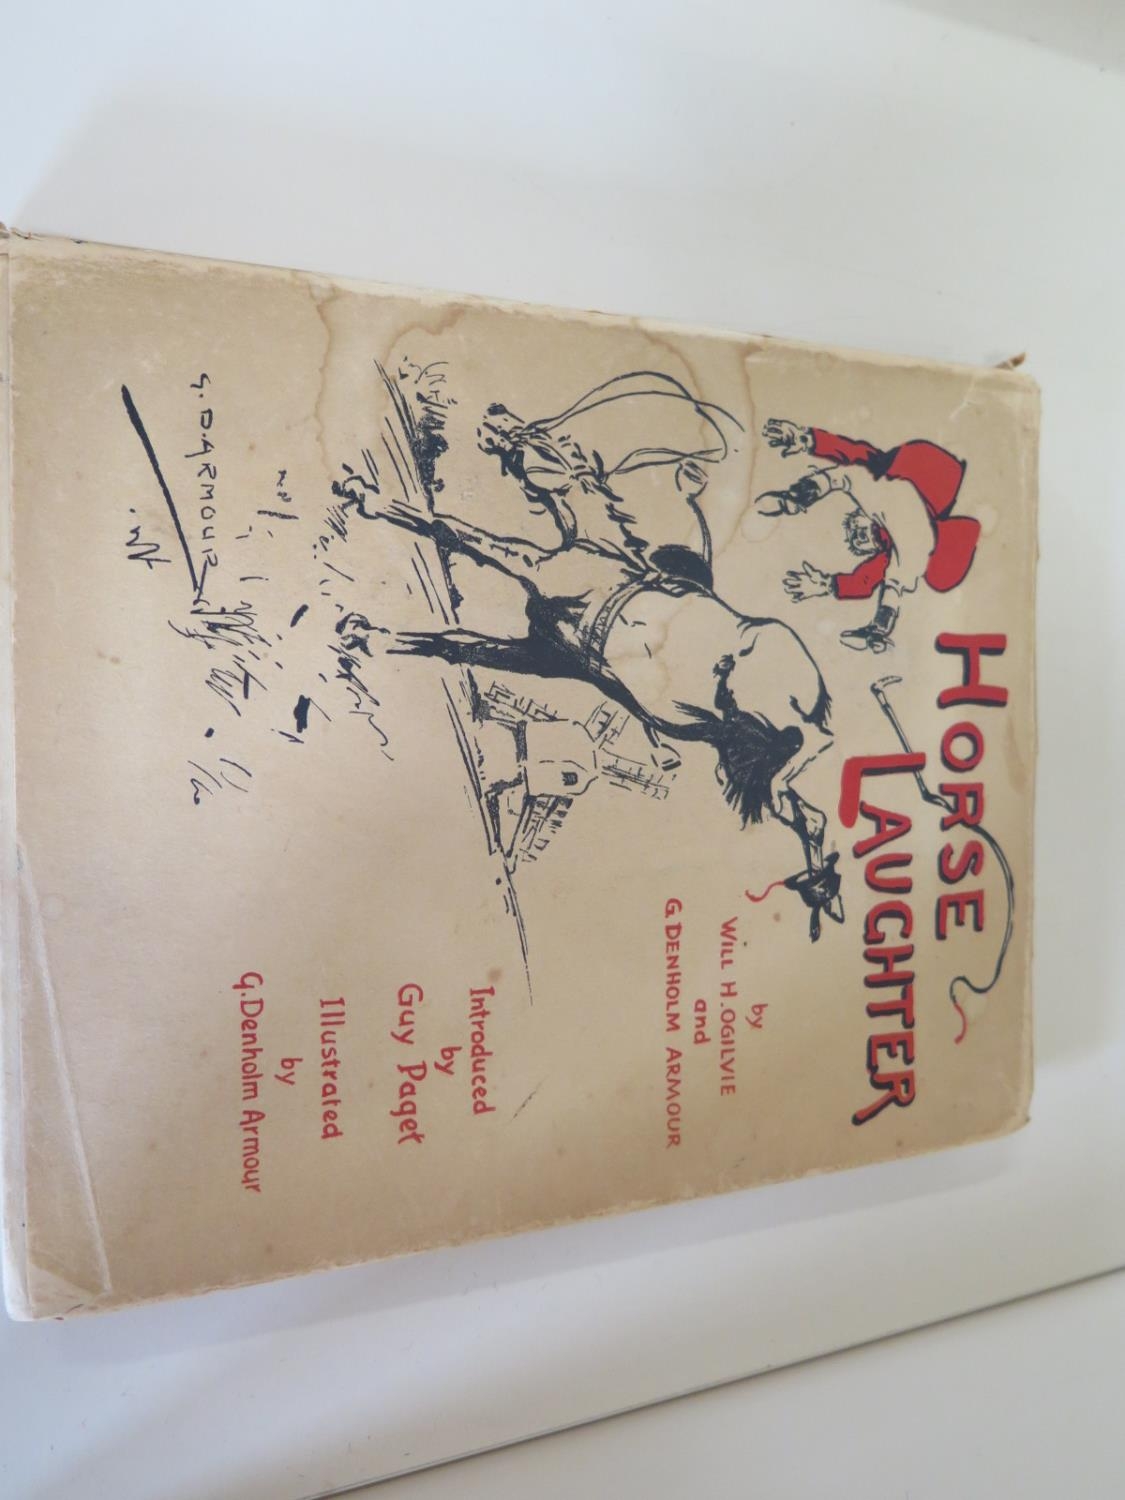 HORSE
LAUGHTER
by
WILL H. OGILVIE
and
G. DENHOLM ARMOUR
Introduced
by
Guy Paget
Illustrated
by
G. Denholm Armour
G. D. ARMOUR